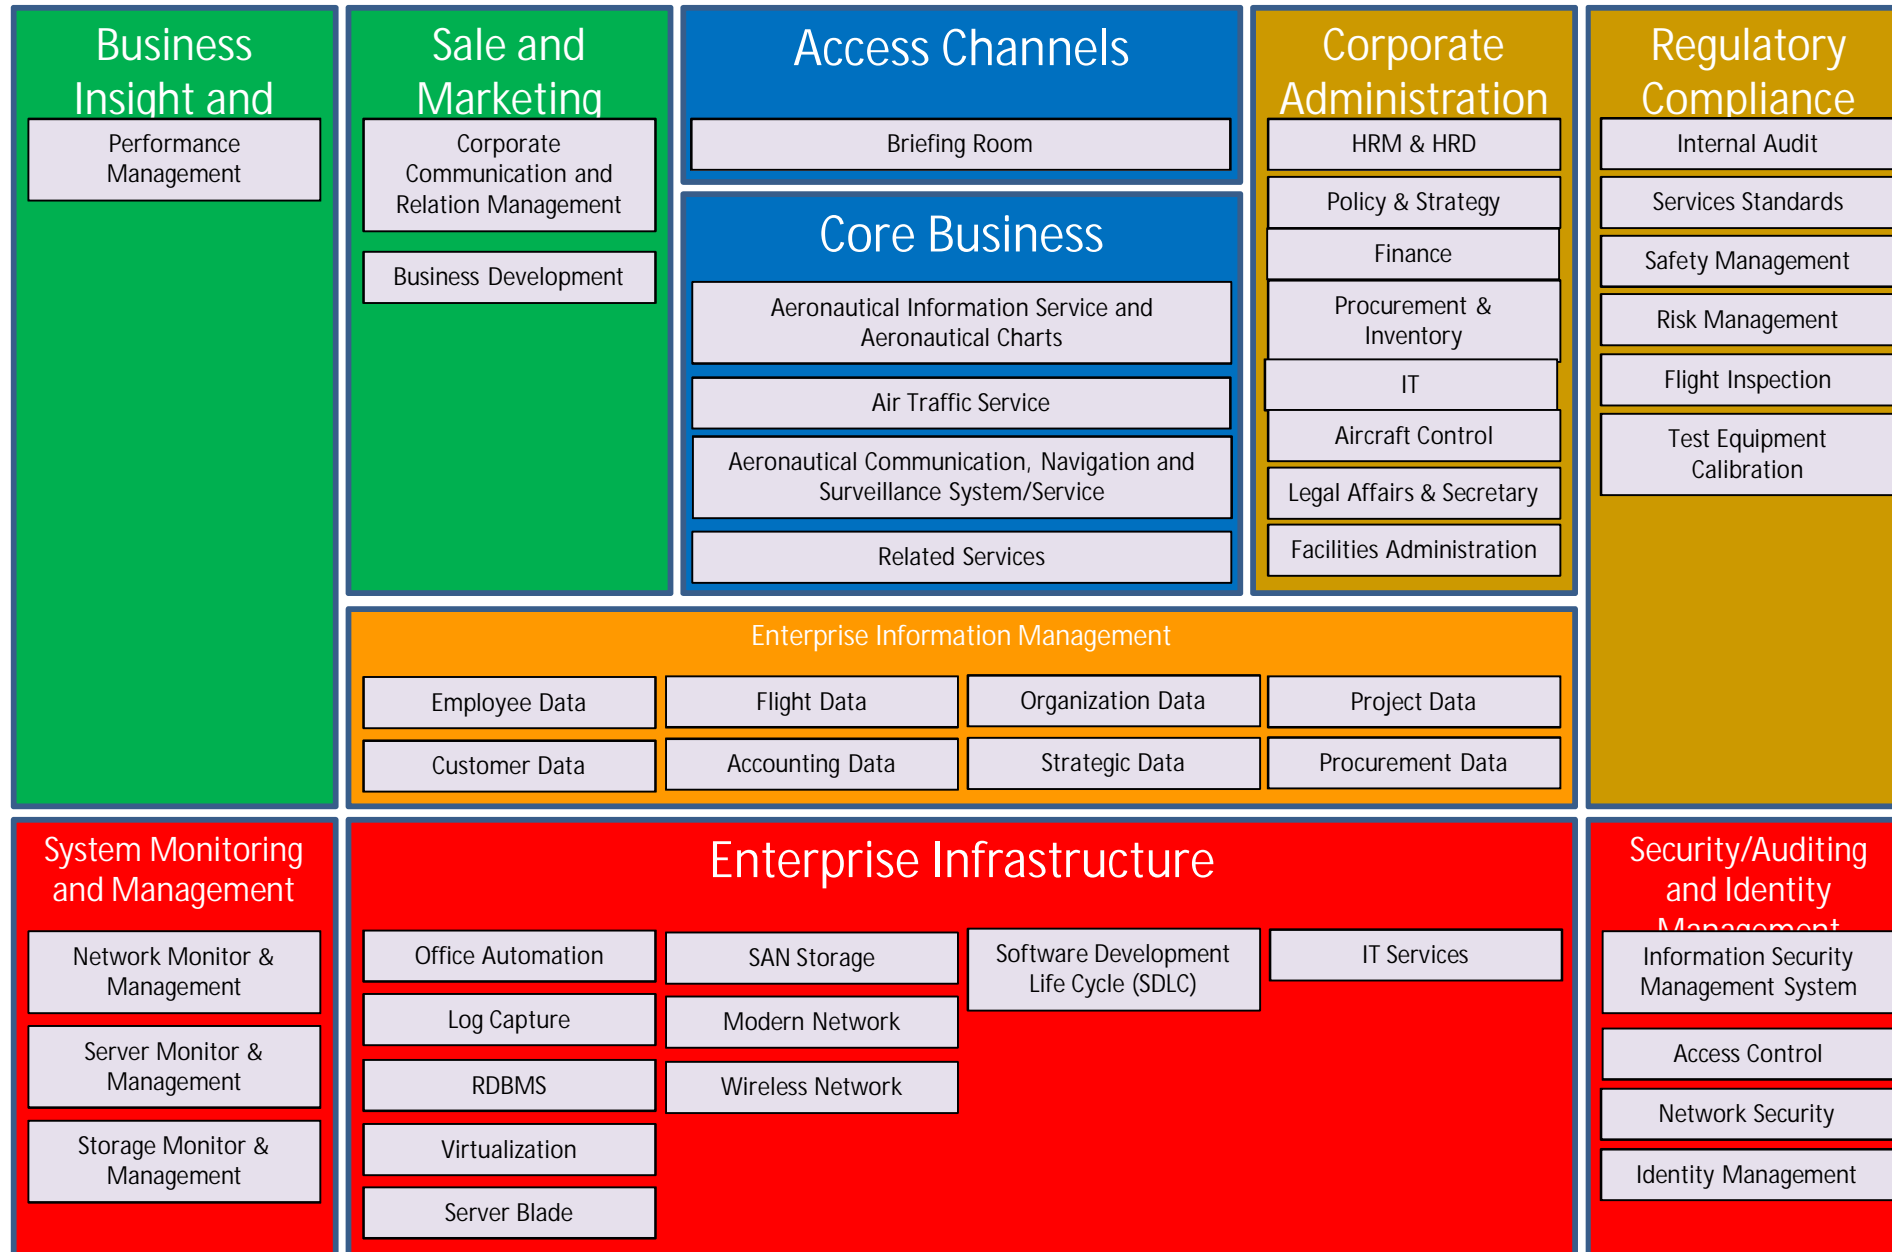 Business
Insight and
Performance
Management
Sale and
Marketing
Corporate
Communication and
Relation Management
Business Development
Access Channels
Briefing Room
Core Business
Aeronautical Information Service and
Aeronautical Charts
Air Traffic Service
Aeronautical Communication, Navigation and
Surveillance System/Service
Related Services
Corporate
Administration
HRM & HRD
Policy & Strategy
Finance
Procurement &
Inventory
IT
Aircraft Control
Legal Affairs & Secretary
Facilities Administration
Regulatory
Compliance
Internal Audit
Services Standards
Safety Management
Risk Management
Flight Inspection
Test Equipment
Calibration
Enterprise Information Management
Employee Data
Flight Data
Organization Data
Project Data
Customer Data
Accounting Data
Strategic Data
Procurement Data
System Monitoring
and Management
Network Monitor &
Management
Server Monitor &
Management
Storage Monitor &
Management
Enterprise Infrastructure
Office Automation
Log Capture
RDBMS
Virtualization
Server Blade
SAN Storage
Modern Network
Wireless Network
Software Development
Life Cycle (SDLC)
IT Services
Security/Auditing
and Identity
Management
Information Security
Management System
Access Control
Network Security
Identity Management